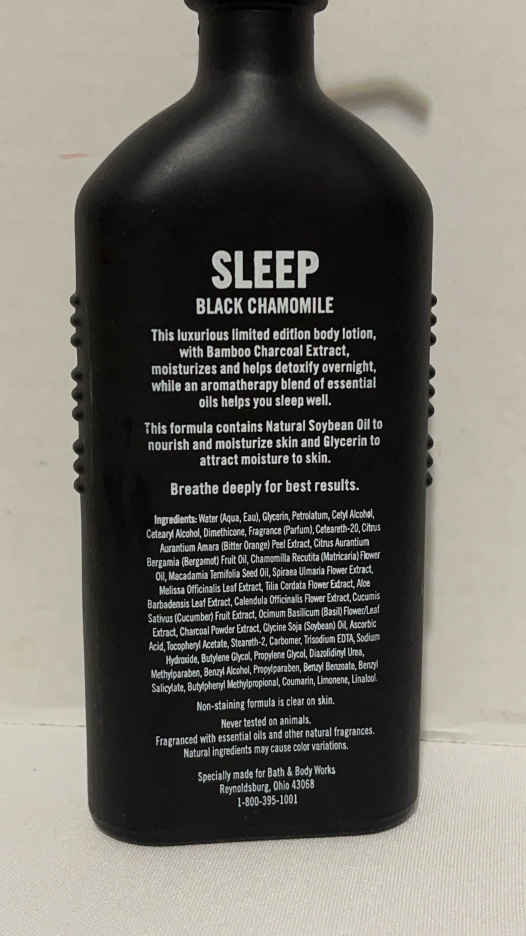 SLEEP
BLACK CHAMOMILE
This luxurious limited edition body lotion,
with Bamboo Charcoal Extract,
moisturizes and helps detoxify overnight,
while an aromatherapy blend of essential
oils helps you sleep well.
This formula contains Natural Soybean Oil to
nourish and moisturize skin and Glycerin to
attract moisture to skin.
Breathe deeply for best results.
Ingredients: Water (Aqua, Eau), Glycerin, Petrolatum, Cetyl Alcohol,
Cetearyl Alcohol, Dimethicone, Fragrance (Parfum), Ceteareth-20, Citrus
Aurantium Amara (Bitter Orange) Peel Extract, Citrus Aurantium
Bergamia (Bergamot) Fruit Oil, Chamomilla Recutita (Matricaria) Flower
Oil, Macadamia Ternifolia Seed Oil, Spiraea Ulmaria Flower Extract,
Melissa Officinalis Leaf Extract, Tilia Cordata Flower Extract, Aloe
Barbadensis Leaf Extract, Calendula Officinalis Flower Extract, Cucumis
Sativus (Cucumber) Fruit Extract, Ocimum Basilicum (Basil) Flower/Leaf
Extract, Charcoal Powder Extract, Glycine Soja (Soybean) Oil, Ascorbic
Acid, Tocopheryl Acetate, Steareth-2, Carbomer, Trisodium EDTA, Sodium
Hydroxide, Butylene Glycol, Propylene Glycol, Diazolidinyl Urea,
Methylparaben, Benzyl Alcohol, Propylparaben, Benzyl Benzoate, Benzyl
Salicylate, Butylphenyl Methylpropional, Coumarin, Limonene, Linalool.
Non-staining formula is clear on skin.
Never tested on animals.
Fragranced with essential oils and other natural fragrances.
Natural ingredients may cause color variations.
Specially made for Bath & Body Works
Reynoldsburg, Ohio 43068
1-800-395-1001